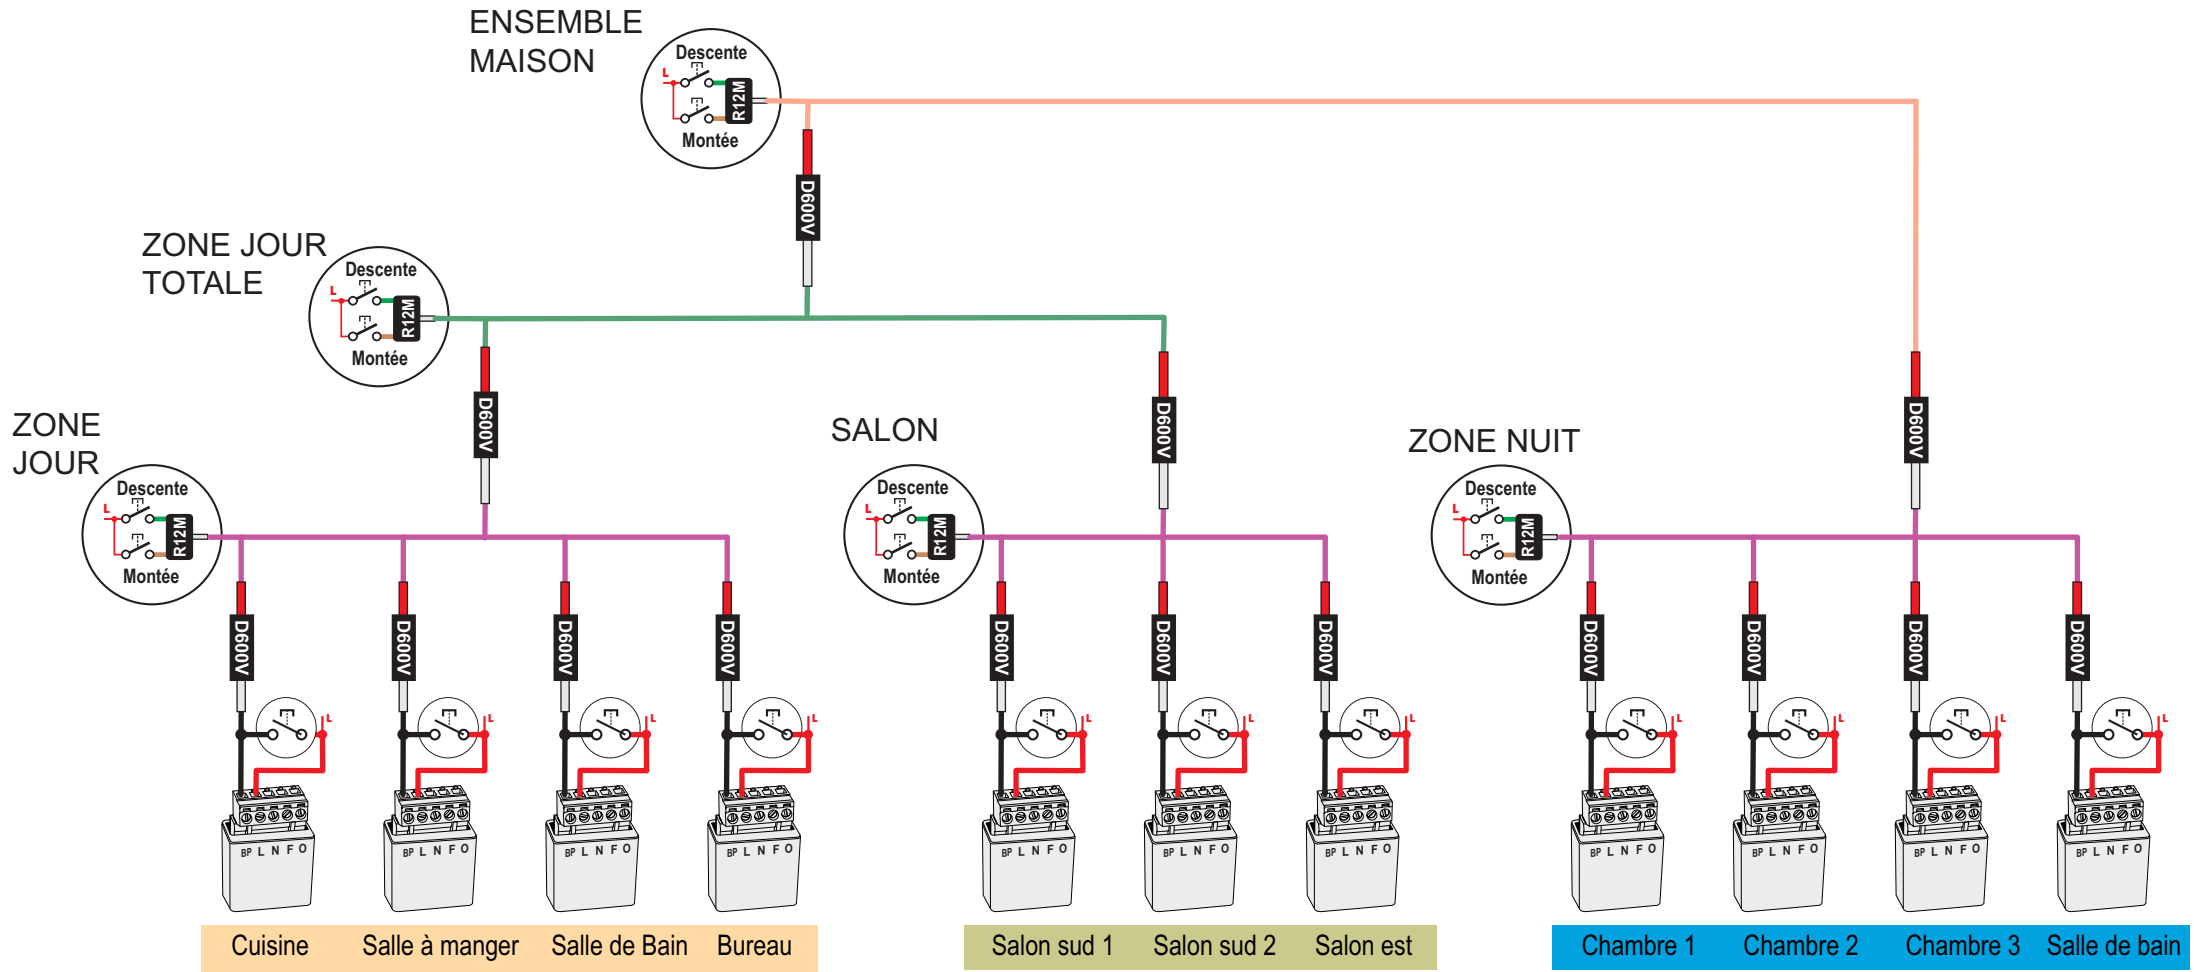 ENSEMBLE
MAISON
Descente
L
R12M
Montée
D600V
ZONE JOUR
TOTALE
Descente
L
R12M
Montée
D600V
D600V
D600V
ZONE
JOUR
Descente
L
R12M
Montée
SALON
Descente
L
R12M
Montée
ZONE NUIT
Descente
L
R12M
Montée
D600V
D600V
D600V
D600V
D600V
D600V
D600V
D600V
D600V
D600V
D600V
L
L
L
L
L
L
L
L
L
L
L
BP L N F O
BP L N F O
BP L N F O
BP L N F O
BP L N F O
BP L N F O
BP L N F O
BP L N F O
BP L N F O
BP L N F O
BP L N F O
Cuisine
Salle à manger
Salle de Bain
Bureau
Salon sud 1
Salon sud 2
Salon est
Chambre 1
Chambre 2
Chambre 3
Salle de bain